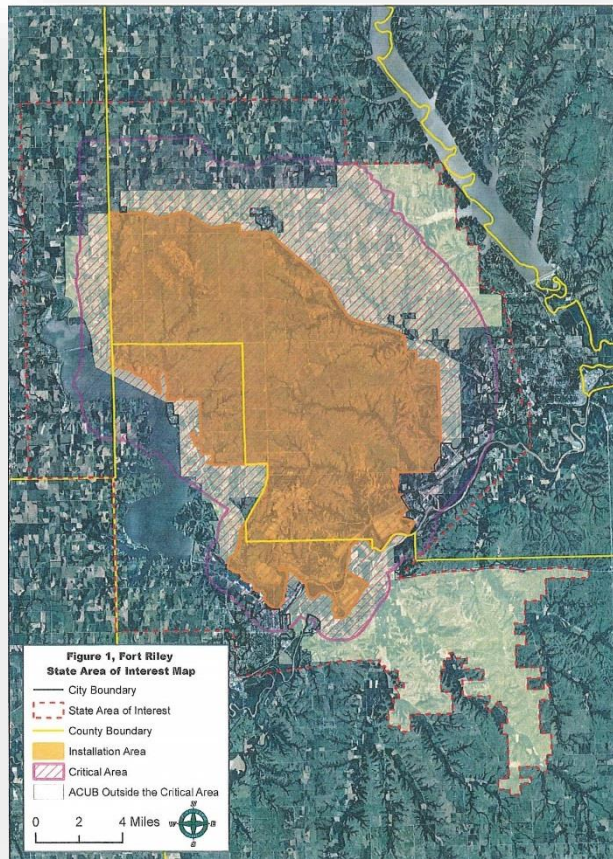 Figure 1, Fort Riley
State Area of Interest Map
City Boundary
State Area of Interest
County Boundary
Installation Area
Critical Area
ACUB Outside the Critical Area
0 2 4 Miles
N
W E
S